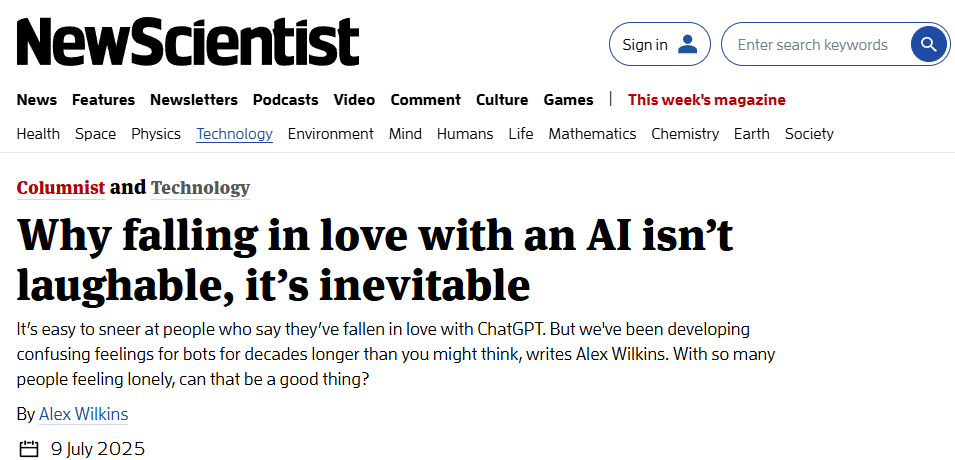 NewScientist
Sign in
Enter search keywords
News Features Newsletters Podcasts Video Comment Culture Games | This week's magazine
Health Space Physics Technology Environment Mind Humans Life Mathematics Chemistry Earth Society
Columnist and Technology
Why falling in love with an AI isn’t
laughable, it’s inevitable
It’s easy to sneer at people who say they’ve fallen in love with ChatGPT. But we've been developing
confusing feelings for bots for decades longer than you might think, writes Alex Wilkins. With so many
people feeling lonely, can that be a good thing?
By Alex Wilkins
9 July 2025